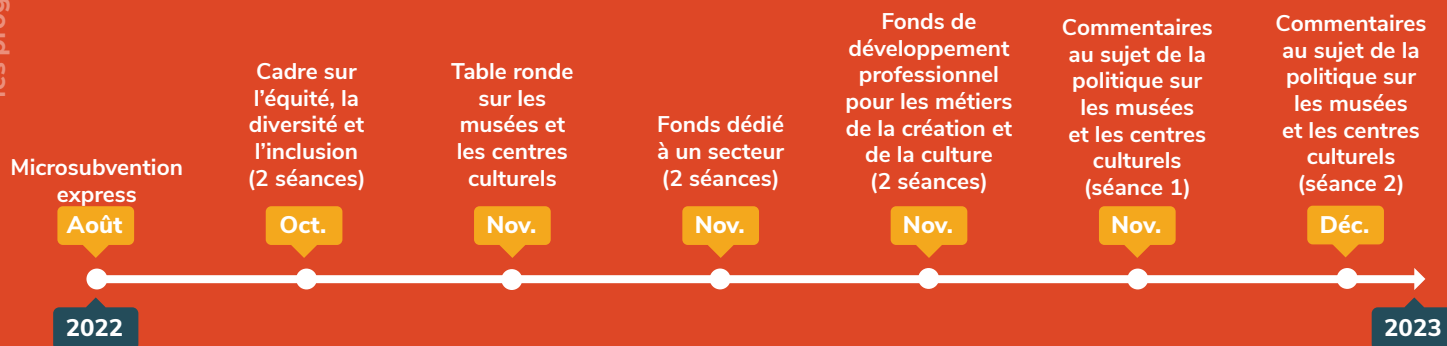 Microsubvention
express
Août
Cadre sur
l'équité, la
diversité et
l'inclusion
(2 séances)
Oct.
Table ronde
sur les
musées et
les centres
culturels
Nov.
Fonds dédié
à un secteur
(2 séances)
Nov.
Fonds de
développement
professionnel
pour les métiers
de la création et
de la culture
(2 séances)
Nov.
Commentaires
au sujet de la
politique sur
les musées
et les centres
culturels
(séance 1)
Nov.
Commentaires
au sujet de la
politique sur
les musées
et les centres
culturels
(séance 2)
Déc.
2022
2023